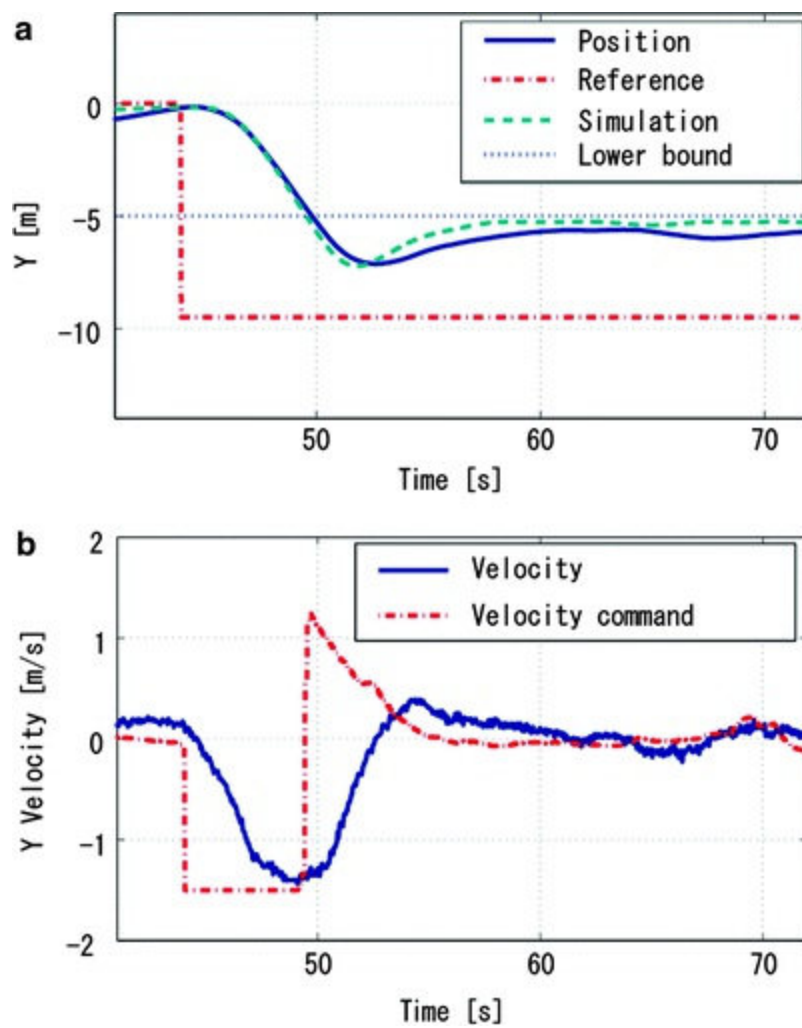 a
Position
Reference
Simulation
Lower bound
0
-5
-10
Y [m]
50
60
70
Time [s]
b
Velocity
Velocity command
2
1
0
-1
-2
Y Velocity [m/s]
50
60
70
Time [s]